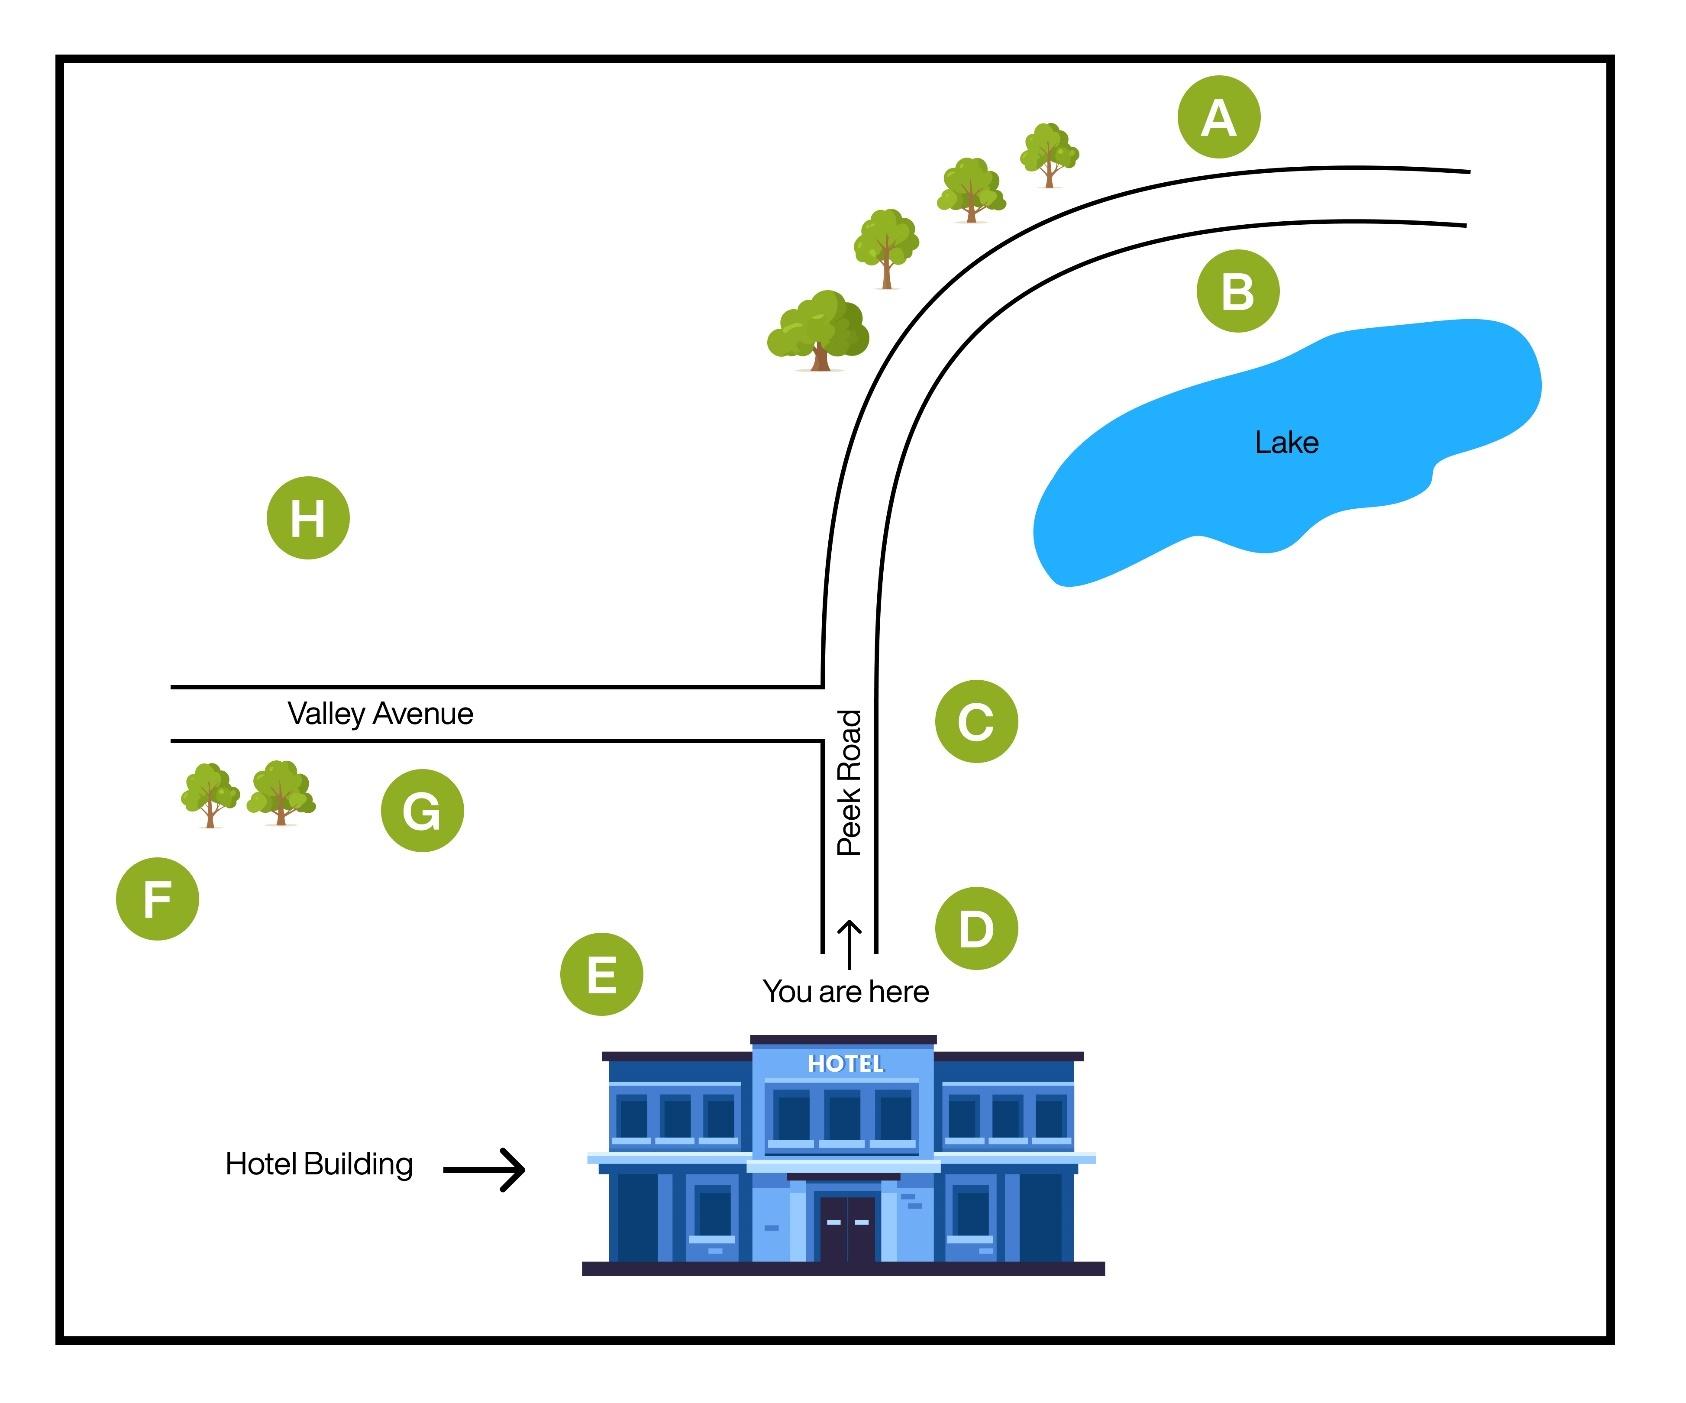 A
B
Lake
H
Valley Avenue
C
Peek Road
G
F
D
E
You are here
HOTEL
Hotel Building